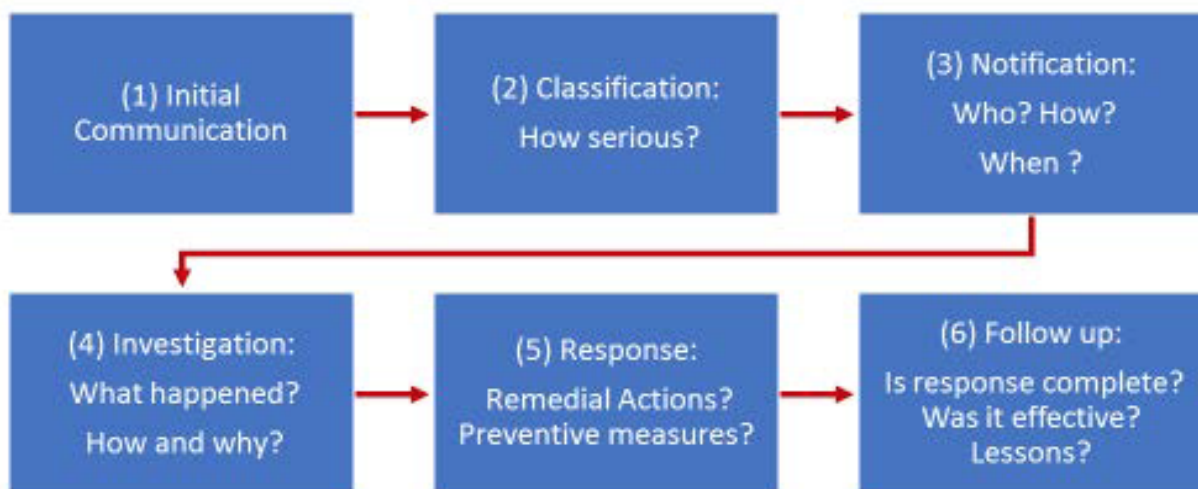 (1) Initial
Communication
(2) Classification:
How serious?
(3) Notification:
Who? How?
When ?
(4) Investigation:
What happened?
How and why?
(5) Response:
Remedial Actions?
Preventive measures?
(6) Follow up:
Is response complete?
Was it effective?
Lessons?